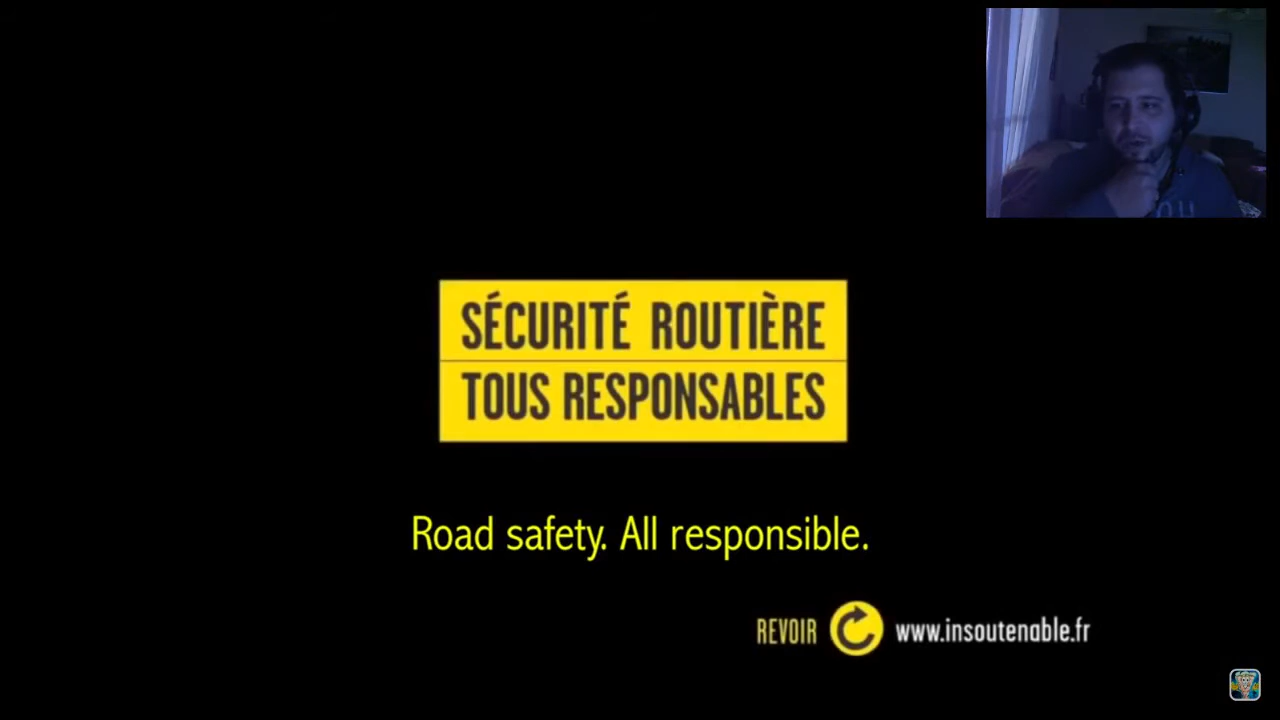 SÉCURITÉ ROUTIÈRE
TOUS RESPONSABLES
Road safety. All responsible.
REVOIR www.insoutenable.fr